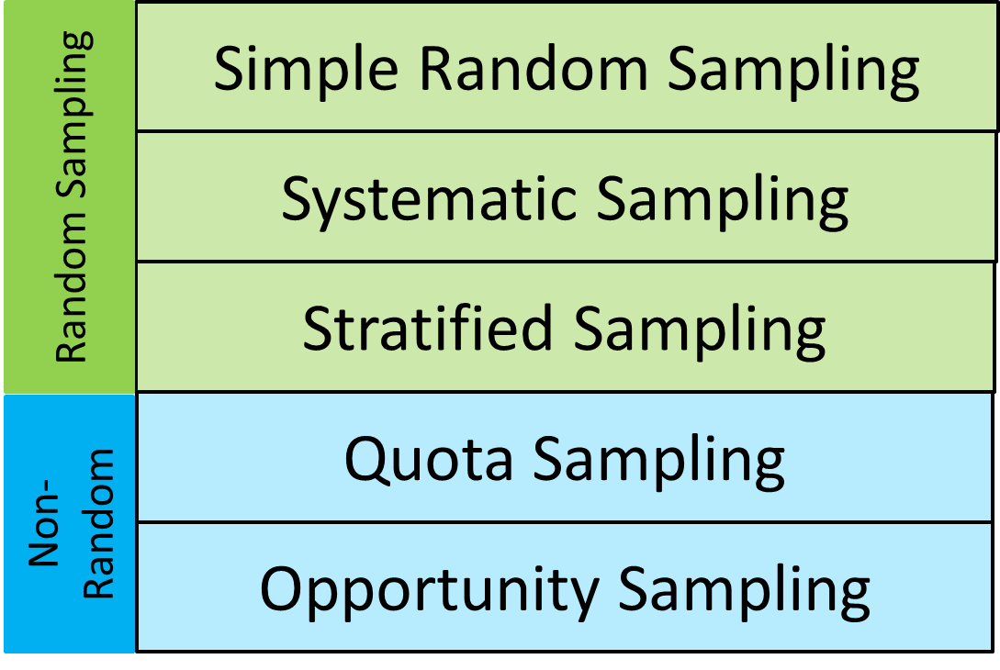 Random Sampling
Simple Random Sampling
Systematic Sampling
Stratified Sampling
Non-
Random
Quota Sampling
Opportunity Sampling